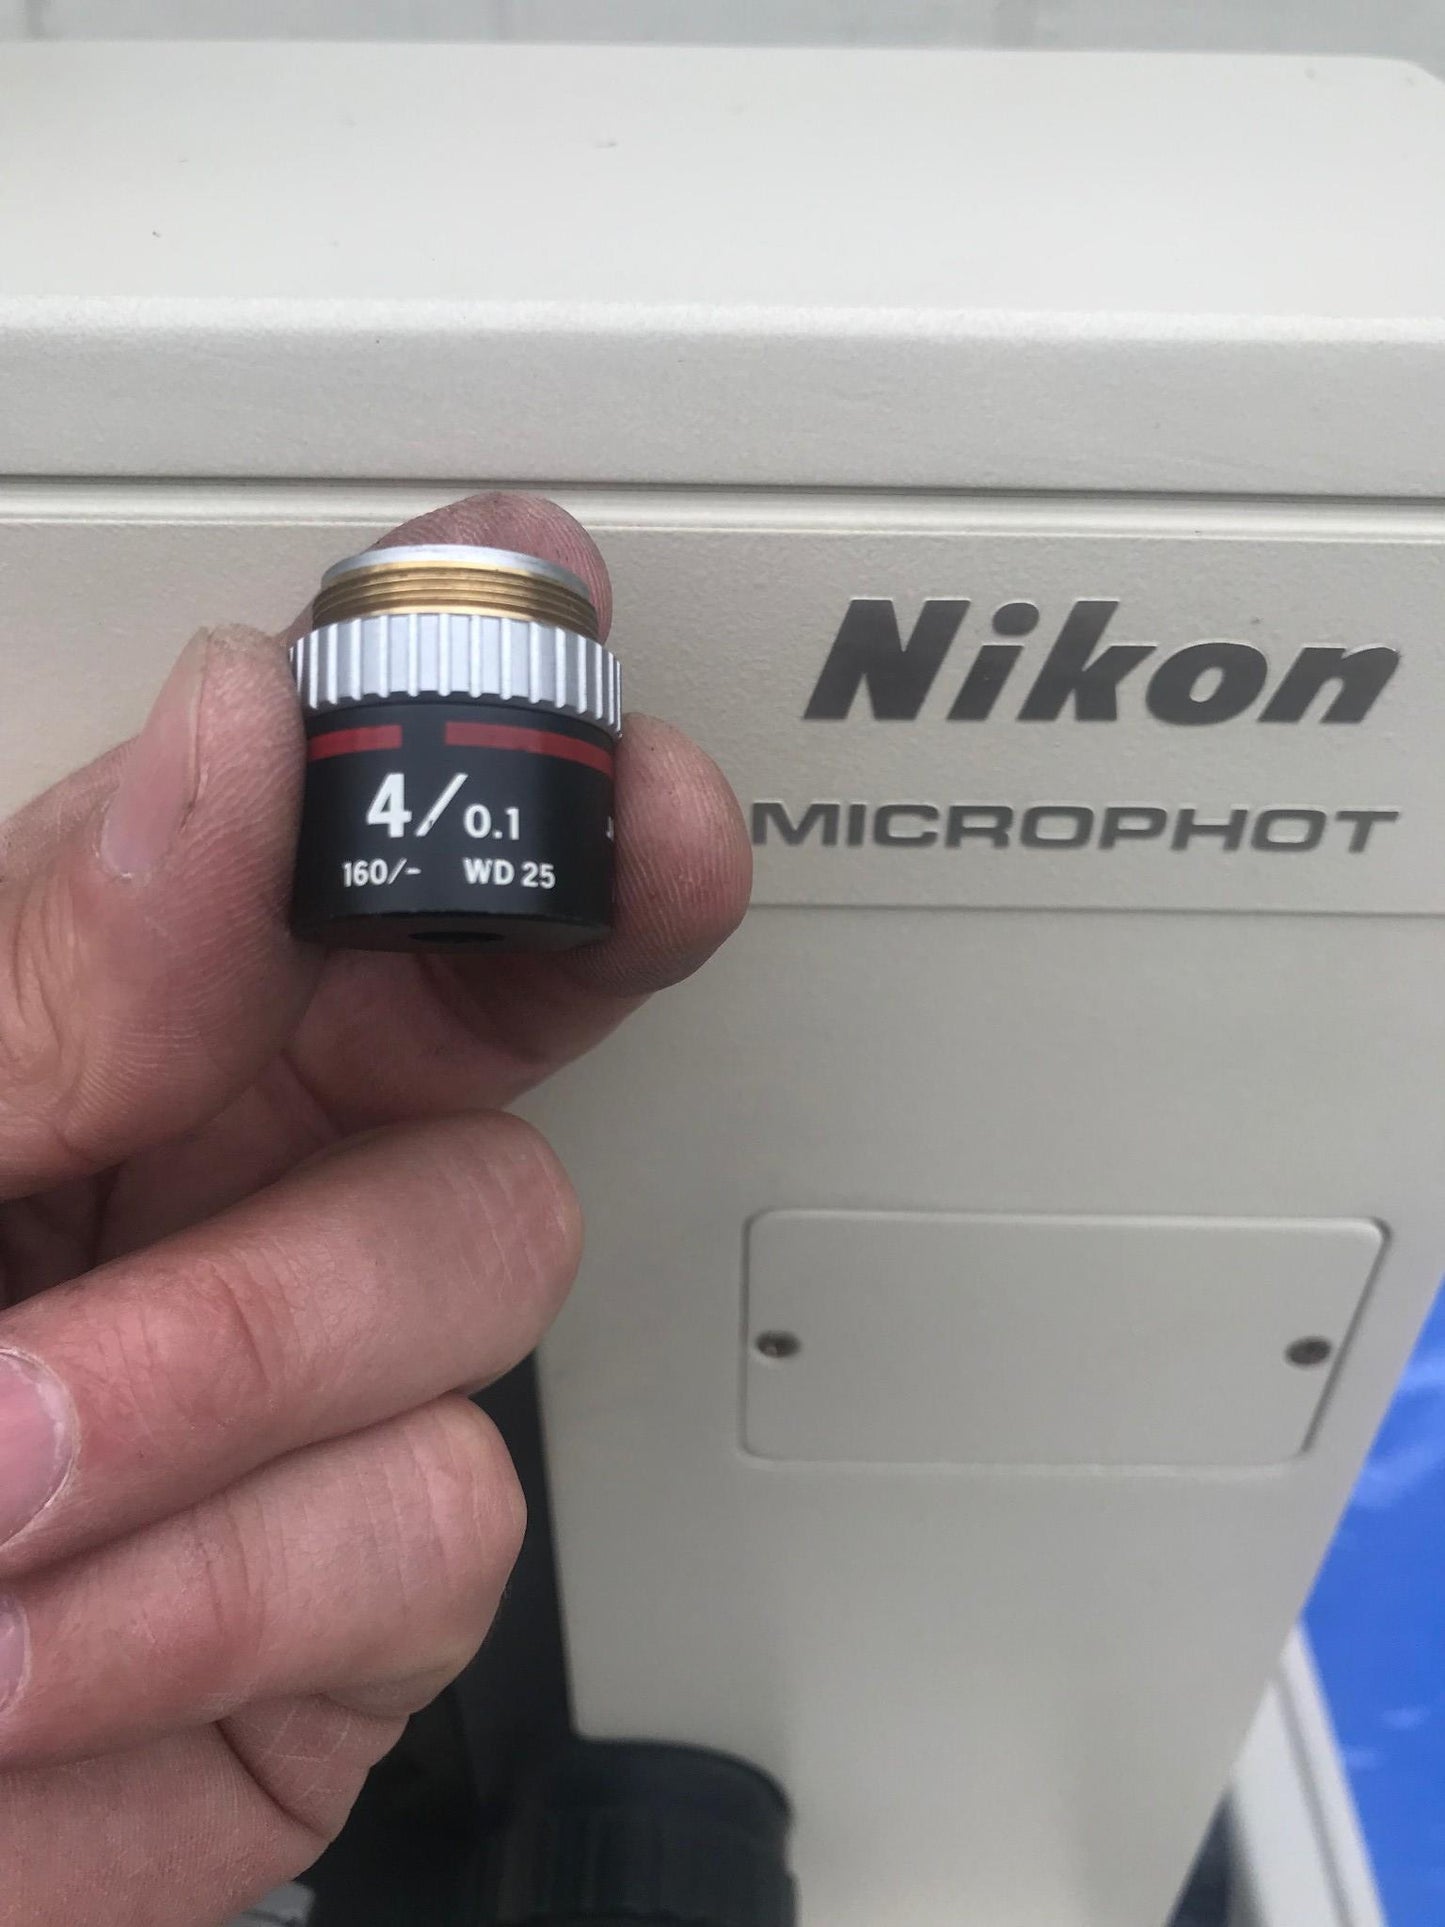 Nikon
MICROPHOT
4/0.1
160/- WD 25